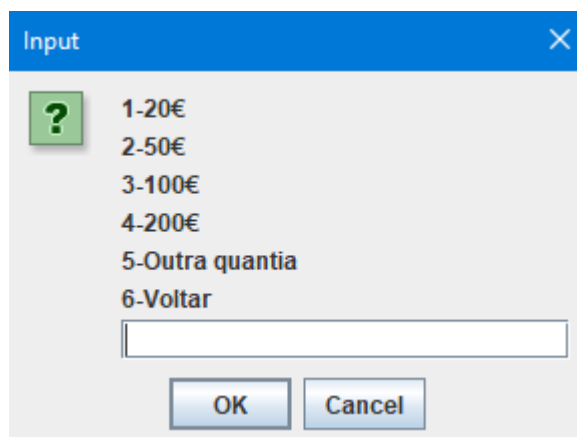 Input
1-20€
2-50€
3-100€
4-200€
5-Outra quantia
6-Voltar
OK Cancel